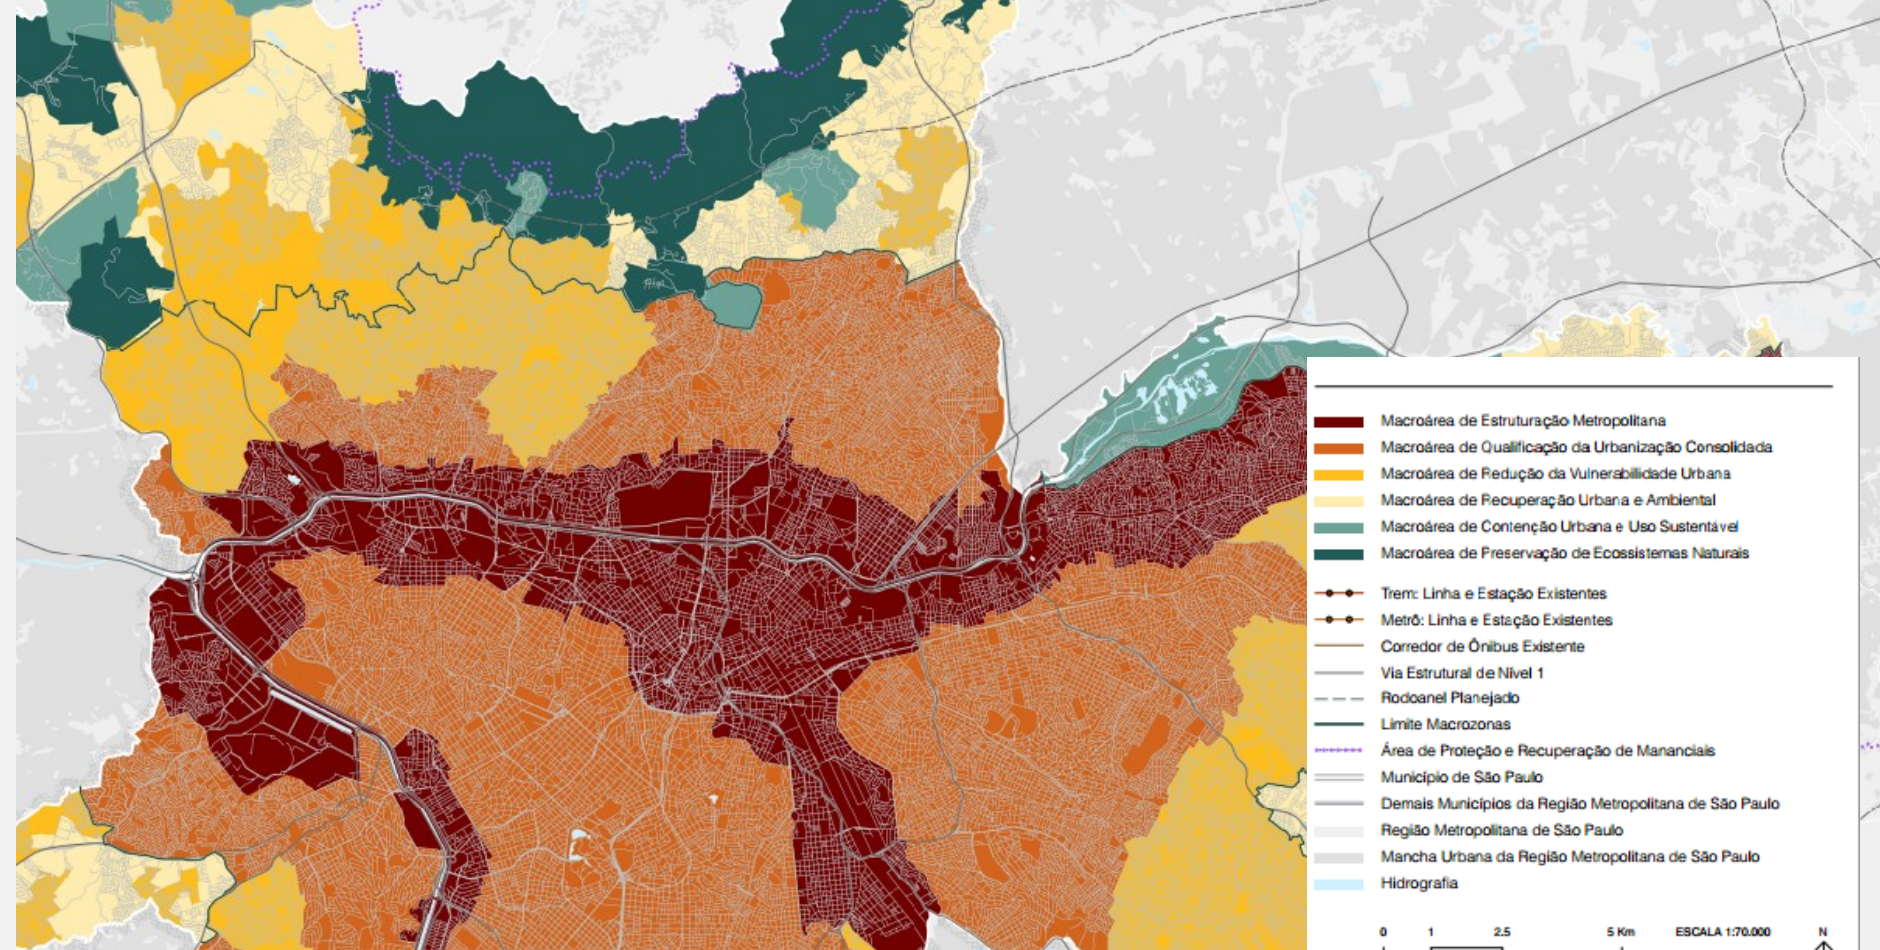 Macroárea de Estruturação Metropolitana
Macroárea de Qualificação da Urbanização Consolidada
Macroárea de Redução da Vulnerabilidade Urbana
Macroárea de Recuperação Urbana e Ambiental
Macroárea de Contenção Urbana e Uso Sustentável
Macroárea de Preservação de Ecossistemas Naturais
Trem: Linha e Estação Existentes
Metrô: Linha e Estação Existentes
Corredor de Ônibus Existente
Via Estrutural de Nível 1
Rodoanel Planejado
Limite Macrozonas
Área de Proteção e Recuperação de Mananciais
Município de São Paulo
Demais Municípios da Região Metropolitana de São Paulo
Região Metropolitana de São Paulo
Mancha Urbana da Região Metropolitana de São Paulo
Hidrografia
0 1 2.5 5 Km ESCALA 1:70.000 N